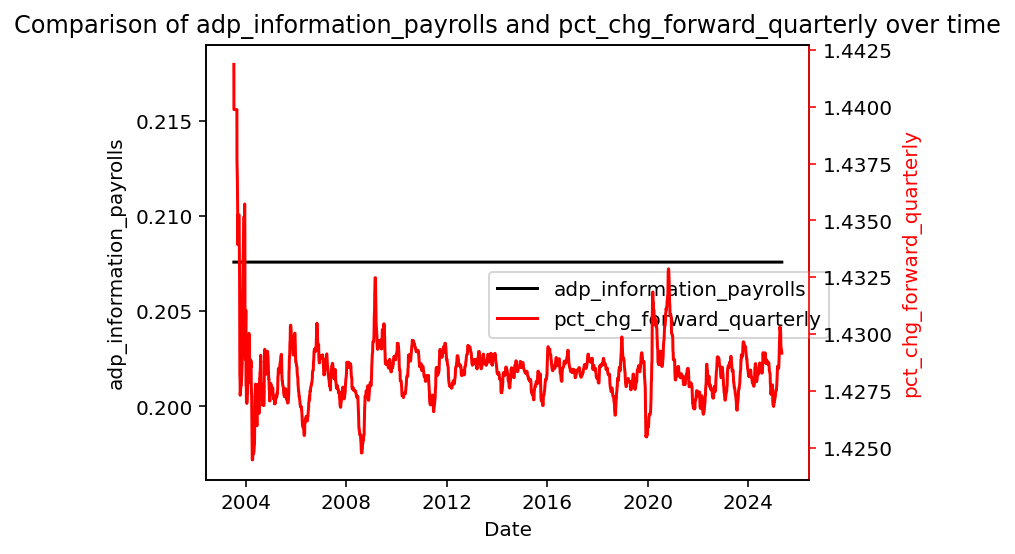 Comparison of adp_information_payrolls and pct_chg_forward_quarterly over time
0.215
0.210
0.205
0.200
adp_information_payrolls
1.4425
1.4400
1.4375
1.4350
1.4325
1.4300
1.4275
1.4250
pct_chg_forward_quarterly
adp_information_payrolls
pct_chg_forward_quarterly
2004 2008 2012 2016 2020 2024
Date